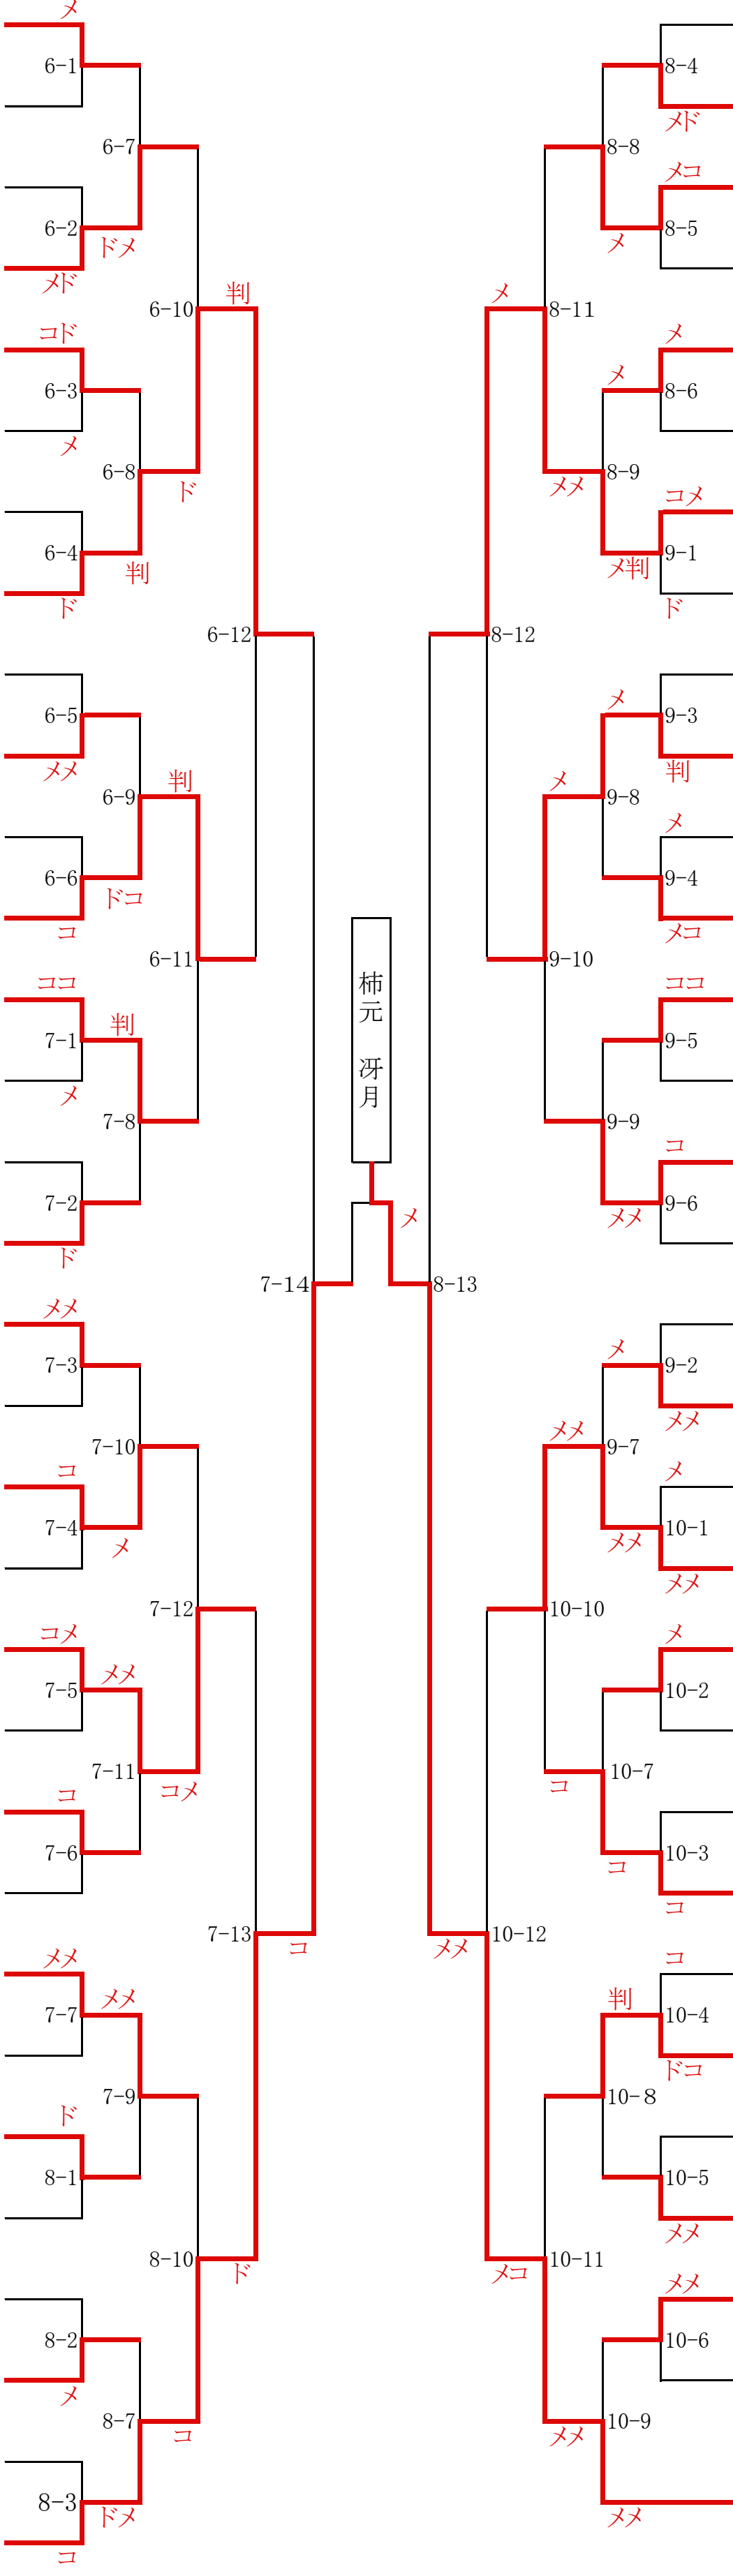 メ
6-1
8-4
メド
6-7
8-8
メコ
6-2
8-5
ドメ
メ
メド
判
メ
6-10
8-11
コド
メ
メ
6-3
8-6
メ
6-8
8-9
ド
メメ
コメ
6-4
9-1
判
メ判
ド
ド
6-12
8-12
メ
6-5
9-3
メメ
判
判
メ
6-9
9-8
メ
6-6
9-4
ドコ
コ
メコ
6-11
9-10
柿元 冴月
ココ
ココ
判
7-1
9-5
メ
7-8
9-9
コ
7-2
9-6
メメ
メ
ド
7-14
8-13
メメ
メ
7-3
9-2
メメ
メメ
7-10
9-7
コ
メ
7-4
10-1
メ
メメ
メメ
7-12
10-10
コメ
メ
メメ
7-5
10-2
7-11
10-7
コメ
コ
コ
7-6
10-3
コ
コ
7-13
10-12
コ
メメ
メメ
コ
メメ
判
7-7
10-4
ドコ
7-9
10-8
ド
8-1
10-5
メメ
8-10
10-11
ド
メコ
メメ
8-2
10-6
メ
8-7
10-9
コ
メメ
8-3
ドメ
メメ
コ